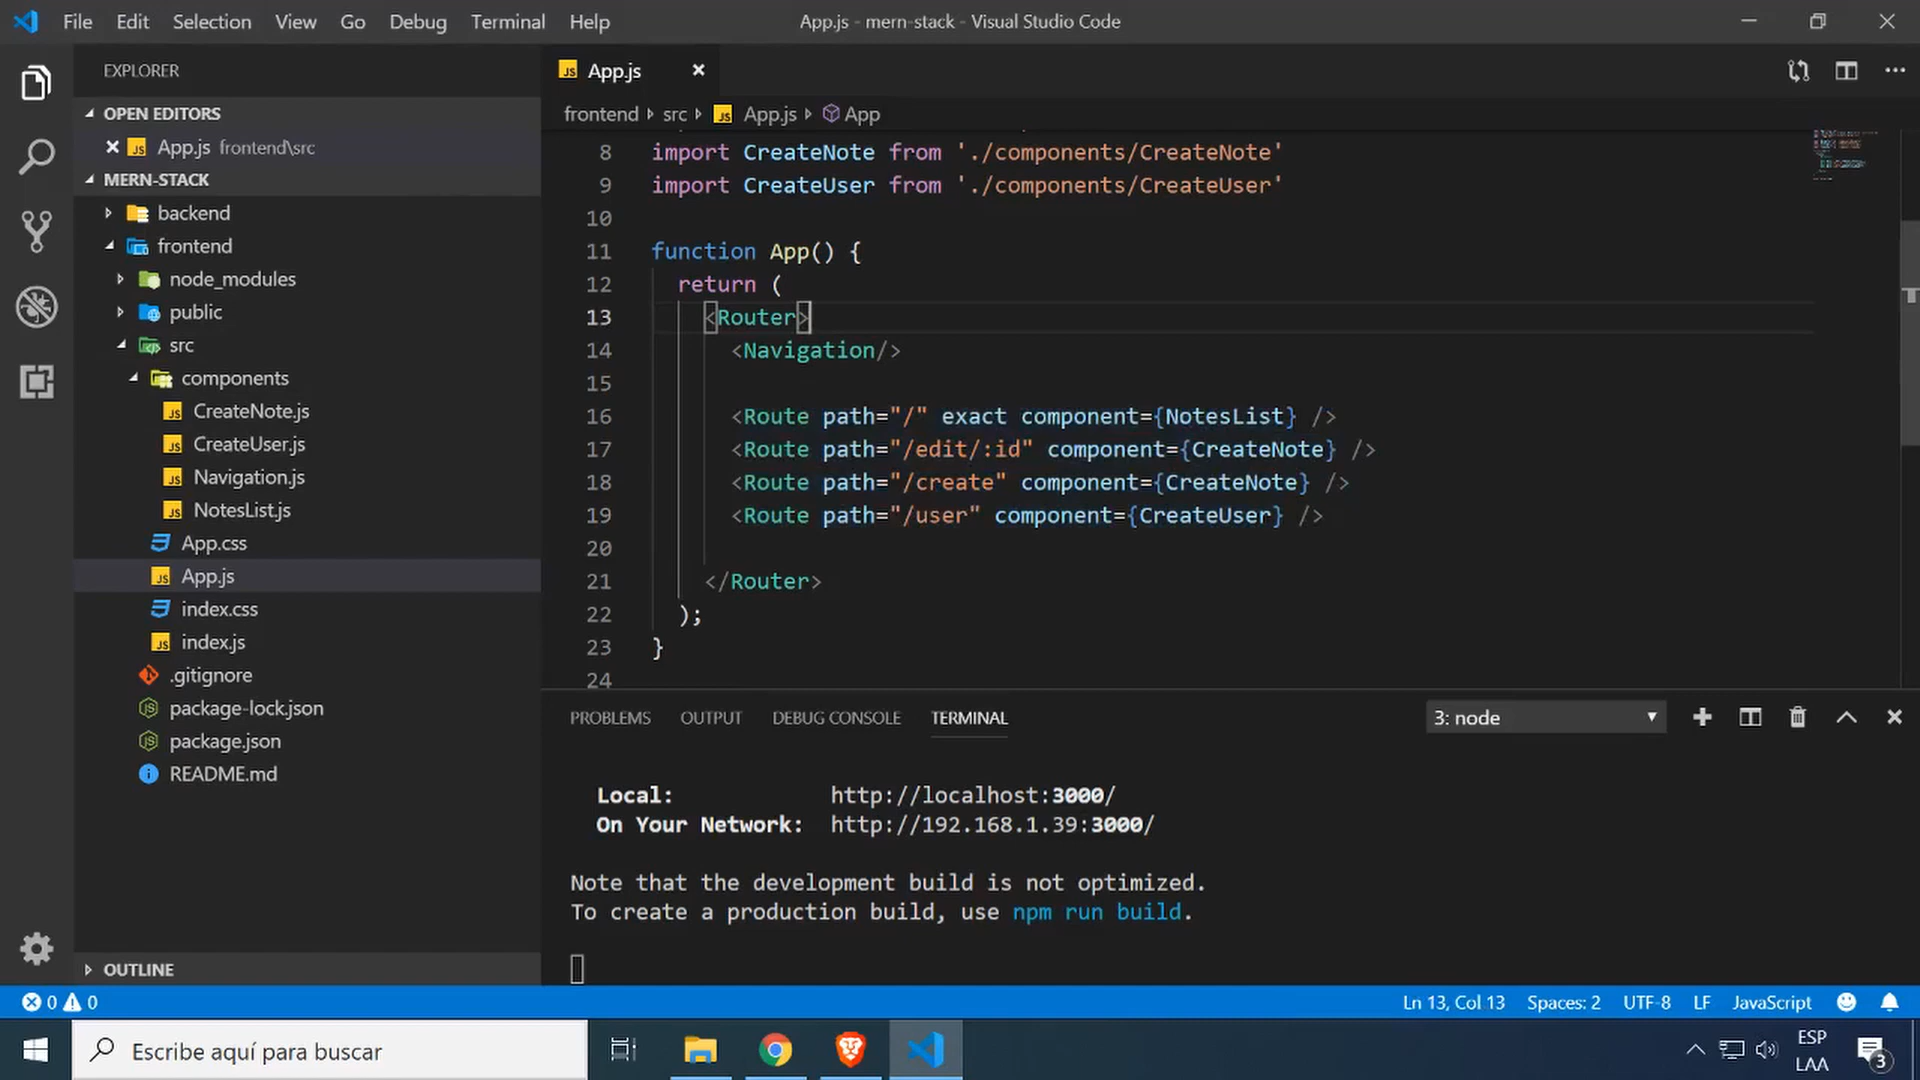 File Edit Selection View Go Debug Terminal Help
App.js - mern-stack - Visual Studio Code
EXPLORER
OPEN EDITORS
App.js frontend\src
MERN-STACK
backend
frontend
node_modules
public
src
components
CreateNote.js
CreateUser.js
Navigation.js
NotesList.js
App.css
App.js
index.css
index.js
.gitignore
package-lock.json
package.json
README.md
OUTLINE
App.js
frontend src App.js App
8 import CreateNote from './components/CreateNote'
9 import CreateUser from './components/CreateUser'
10
11 function App() {
12 return (
13 <Router>
14 <Navigation/>
15
16 <Route path="/" exact component={NotesList} />
17 <Route path="/edit/:id" component={CreateNote} />
18 <Route path="/create" component={CreateNote} />
19 <Route path="/user" component={CreateUser} />
20
21 </Router>
22 );
23 }
24
PROBLEMS OUTPUT DEBUG CONSOLE TERMINAL
3: node
Local: http://localhost:3000/
On Your Network: http://192.168.1.39:3000/
Note that the development build is not optimized.
To create a production build, use npm run build.
0 0
Ln 13, Col 13 Spaces: 2 UTF-8 LF JavaScript
Escribe aquí para buscar
ESP
LAA
3